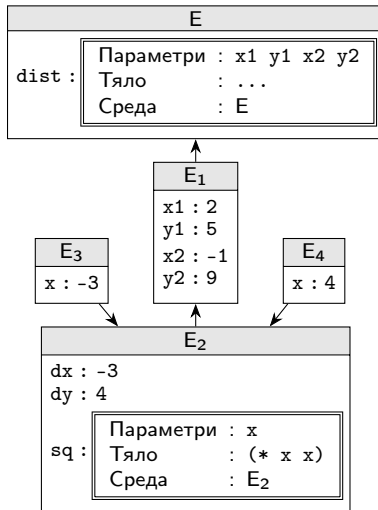 E
dist :
Параметри : x1 y1 x2 y2
Тяло : ...
Среда : E
E₁
x1 : 2
y1 : 5
x2 : -1
y2 : 9
E₃
x : -3
E₄
x : 4
E₂
dx : -3
dy : 4
sq :
Параметри : x
Тяло : (* x x)
Среда : E₂